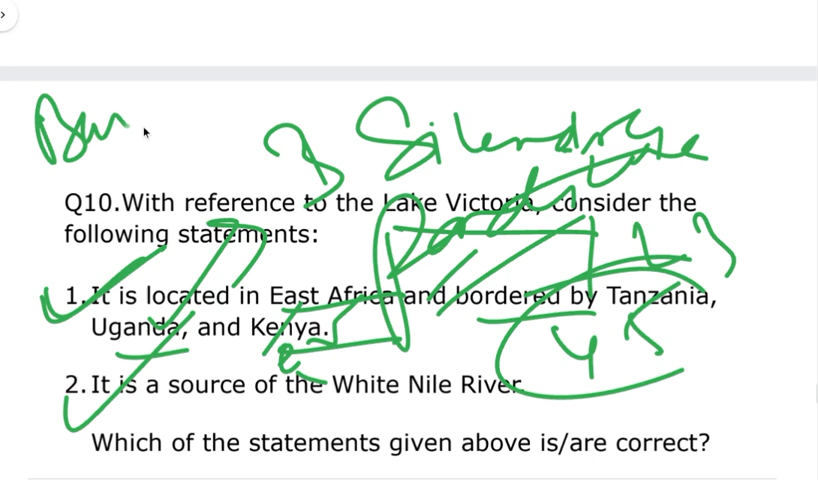 Q10.With reference to the Lake Victoria, consider the
following statements:
1. It is located in East Africa and bordered by Tanzania,
Uganda, and Kenya.
2. It is a source of the White Nile River.
Which of the statements given above is/are correct?